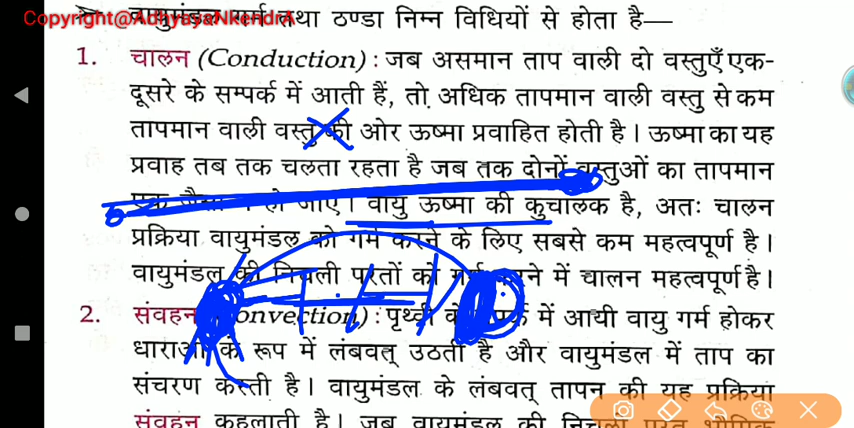 Copyright@AdhyayaNkendrA
वायुमंडल गर्म तथा ठण्डा निम्न विधियों से होता है—
1. चालन (Conduction) : जब असमान ताप वाली दो वस्तुएँ एक-
दूसरे के सम्पर्क में आती हैं, तो अधिक तापमान वाली वस्तु से कम
तापमान वाली वस्तु की ओर ऊष्मा प्रवाहित होती है। ऊष्मा का यह
प्रवाह तब तक चलता रहता है जब तक दोनों वस्तुओं का तापमान
एक जैसा न हो जाए। वायु ऊष्मा की कुचालक है, अतः चालन
प्रक्रिया वायुमंडल को गर्म करने के लिए सबसे कम महत्वपूर्ण है।
वायुमंडल की निचली परतों को गर्म करने में चालन महत्वपूर्ण है।
2. संवहन (Convection) : पृथ्वी के सम्पर्क में आयी वायु गर्म होकर
धाराओं के रूप में लंबवत् उठती है और वायुमंडल में ताप का
संचरण करती है। वायुमंडल के लंबवत् तापन की यह प्रक्रिया
संवहन कहलाती है। जब वायुमंडल की निचली